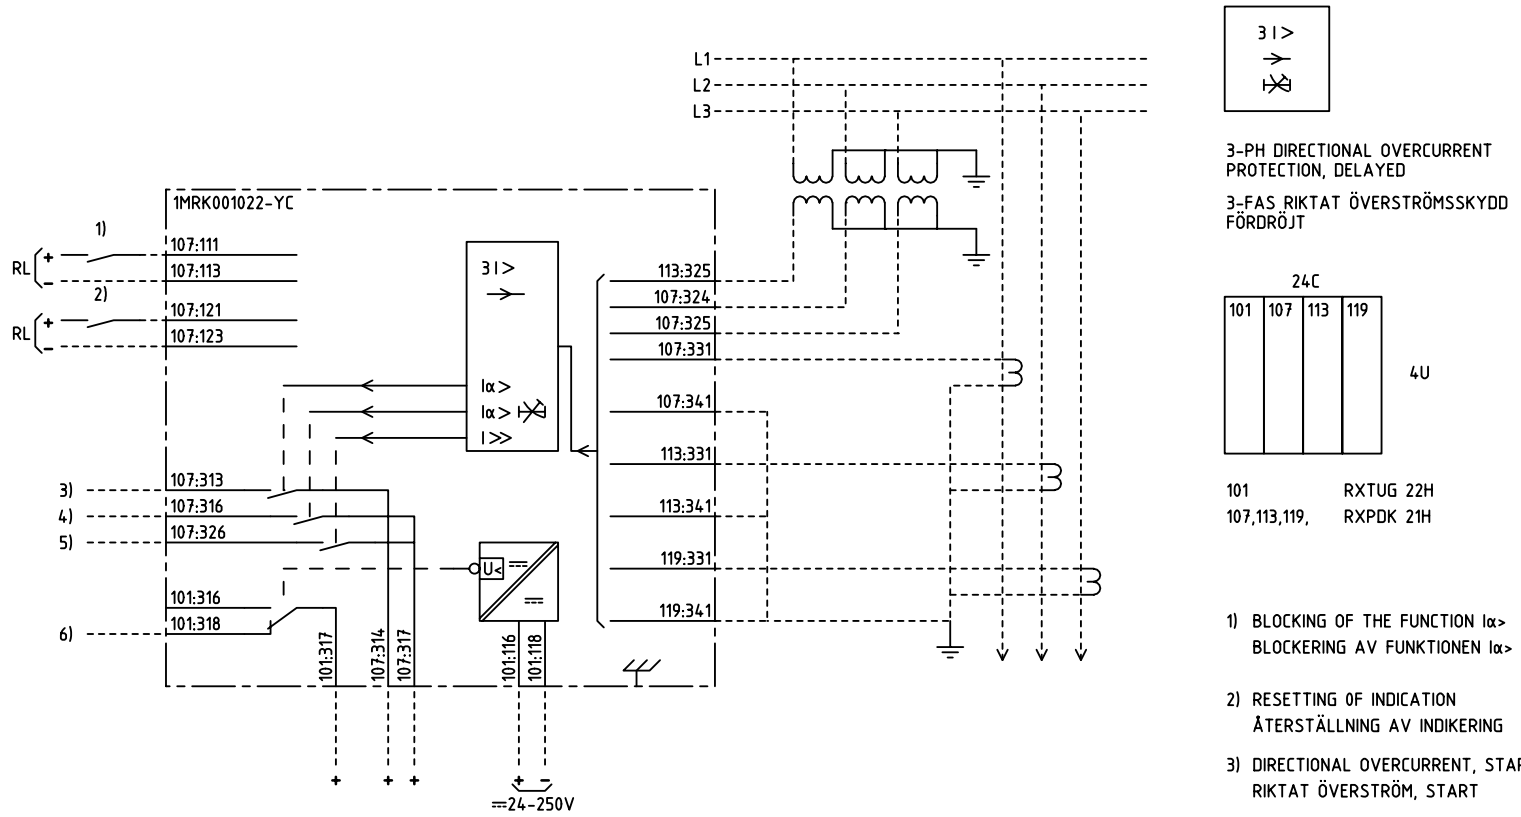 L1
L2
L3
1MRK001022-YC
1)
RL
+
-
107:111
107:113
2)
RL
+
-
107:121
107:123
3 I >
Iα >
Iα >
I >>
113:325
107:324
107:325
107:331
107:341
113:331
113:341
119:331
119:341
3)
107:313
4)
107:316
5)
107:326
101:316
6)
101:318
U<
101:317
107:314
107:317
101:116
101:118
+
+
+
+
-
24-250V
3 I >
3-PH DIRECTIONAL OVERCURRENT
PROTECTION, DELAYED
3-FAS RIKTAT ÖVERSTRÖMSSKYDD
FÖRDRÖJT
24C
101 107 113 119
4U
101 RXTUG 22H
107,113,119, RXPDK 21H
1) BLOCKING OF THE FUNCTION Iα>
BLOCKERING AV FUNKTIONEN Iα>
2) RESETTING OF INDICATION
ÅTERSTÄLLNING AV INDIKERING
3) DIRECTIONAL OVERCURRENT,
RIKTAT ÖVERSTRÖM, START